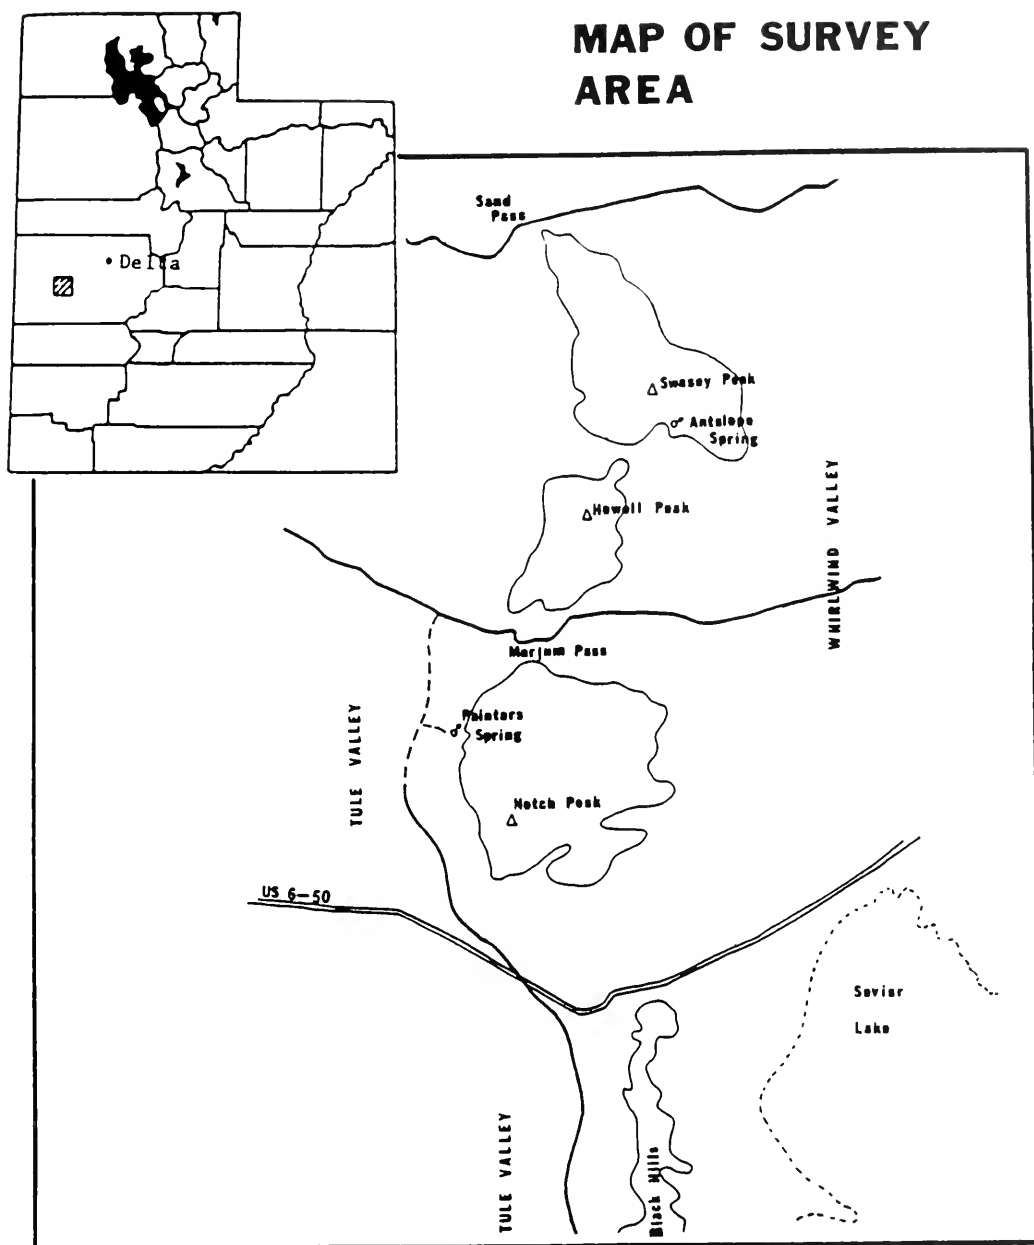 MAP OF SURVEY
AREA
Delta
Sand
Pass
Swasey Peak
Antelope
Spring
Howell Peak
WHIRLWIND VALLEY
Marjum Pass
Painters
Spring
TULE VALLEY
Notch Peak
US 6-50
Sevier
Lake
TULE VALLEY
Black Hills